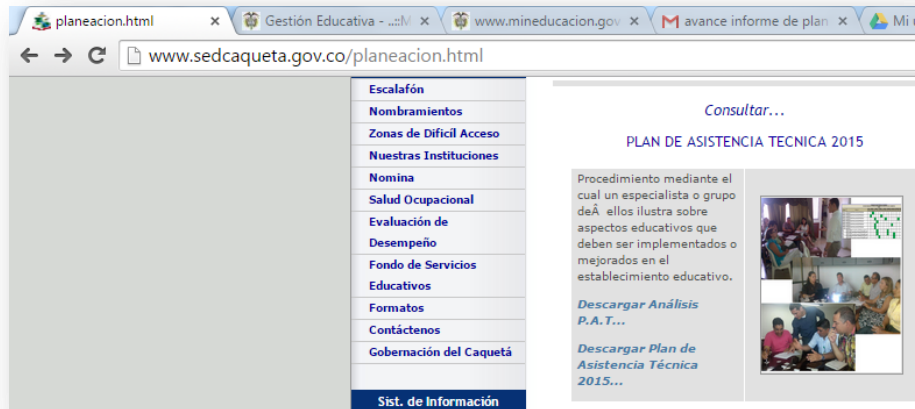 planeacion.html
Gestión Educativa - ..::M
www.mineducacion.gov
avance informe de plan
Mi u
www.sedcaqueta.gov.co/planeacion.html
Escalafón
Nombramientos
Zonas de Dificíl Acceso
Nuestras Instituciones
Nomina
Salud Ocupacional
Evaluación de
Desempeño
Fondo de Servicios
Educativos
Formatos
Contáctenos
Gobernación del Caquetá
Sist. de Información
Consultar...
PLAN DE ASISTENCIA TECNICA 2015
Procedimiento mediante el
cual un especialista o grupo
deÂ ellos ilustra sobre
aspectos educativos que
deben ser implementados o
mejorados en el
establecimiento educativo.
Descargar Análisis
P.A.T...
Descargar Plan de
Asistencia Técnica
2015...